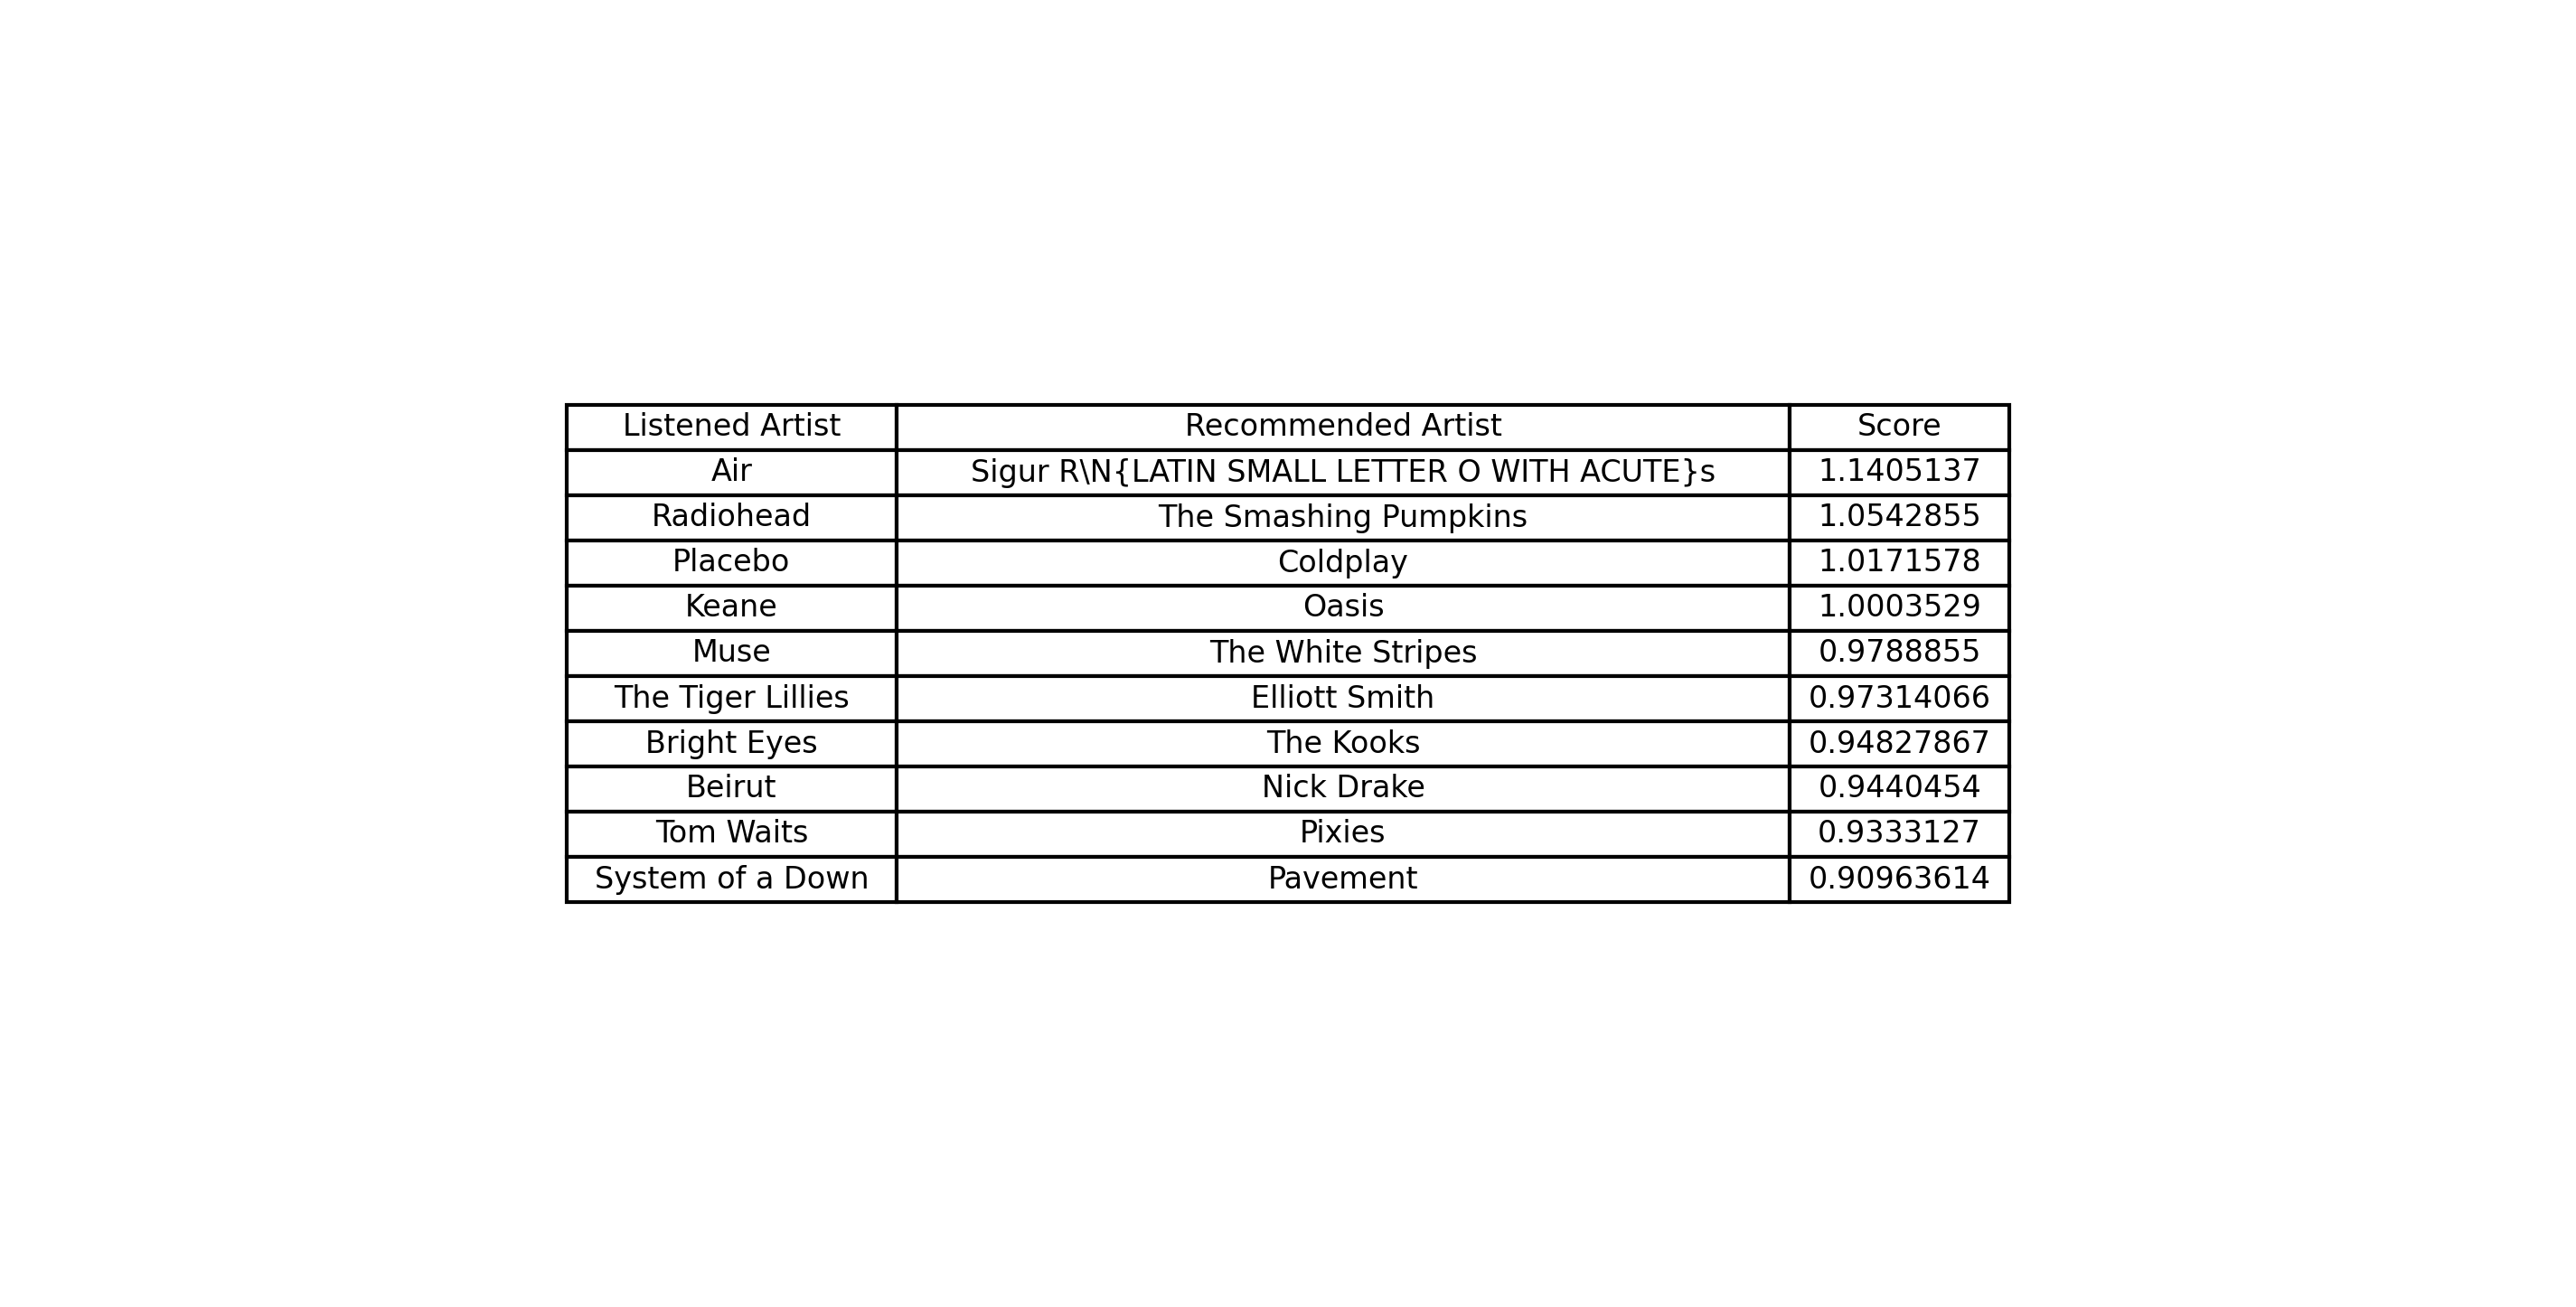 Listened Artist Recommended Artist Score
Air Sigur R\N{LATIN SMALL LETTER O WITH ACUTE}s 1.1405137
Radiohead The Smashing Pumpkins 1.0542855
Placebo Coldplay 1.0171578
Keane Oasis 1.0003529
Muse The White Stripes 0.9788855
The Tiger Lillies Elliott Smith 0.97314066
Bright Eyes The Kooks 0.94827867
Beirut Nick Drake 0.9440454
Tom Waits Pixies 0.9333127
System of a Down Pavement 0.90963614